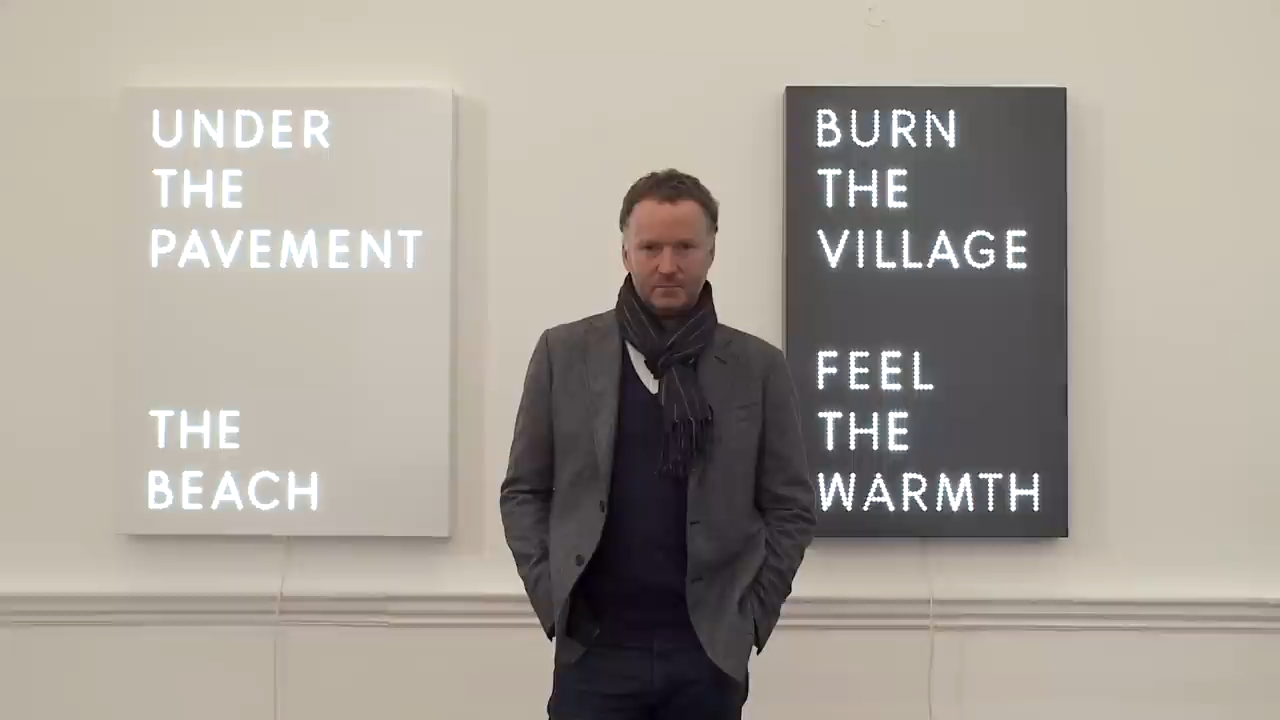 UNDER
THE
PAVEMENT
THE
BEACH
BURN
THE
VILLAGE
FEEL
THE
WARMTH